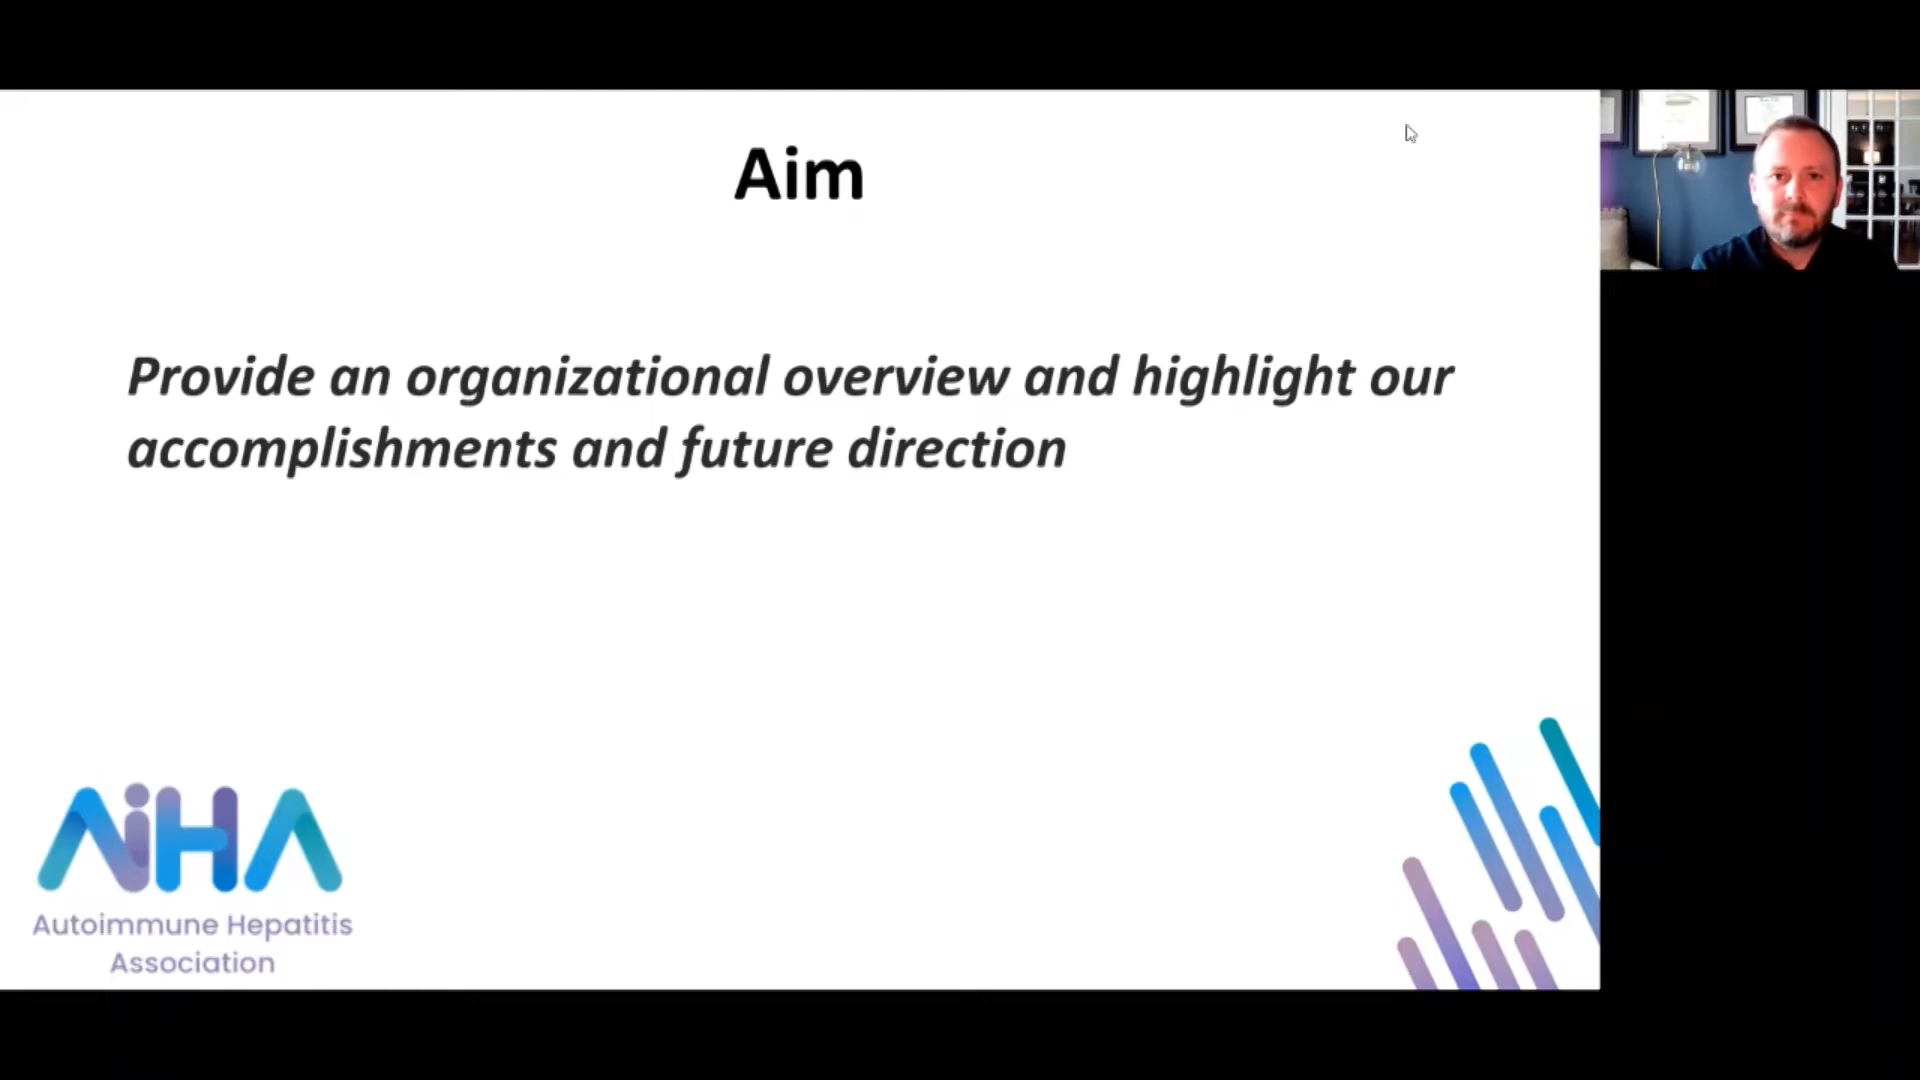 Aim
Provide an organizational overview and highlight our
accomplishments and future direction
AiHA
Autoimmune Hepatitis
Association